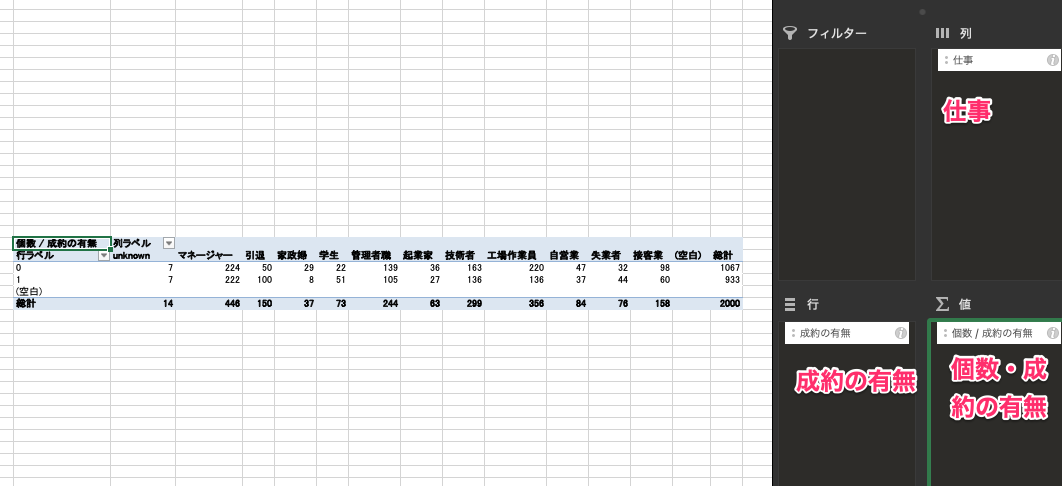 フィルター
列
仕事
仕事
個数 / 成約の有無 列ラベル
行ラベル unknown マネージャー 引退 家政婦 学生 管理者職 起業家 技術者 工場作業員 自営業 失業者 接客業 (空白) 総計
0 7 224 50 29 22 139 36 163 220 47 32 98 1067
1 7 222 100 8 51 105 27 136 136 37 44 60 933
(空白)
総計 14 446 150 37 73 244 63 299 356 84 76 158 2000
行
値
成約の有無
個数 / 成約の有無
成約の有無
個数・成
約の有無